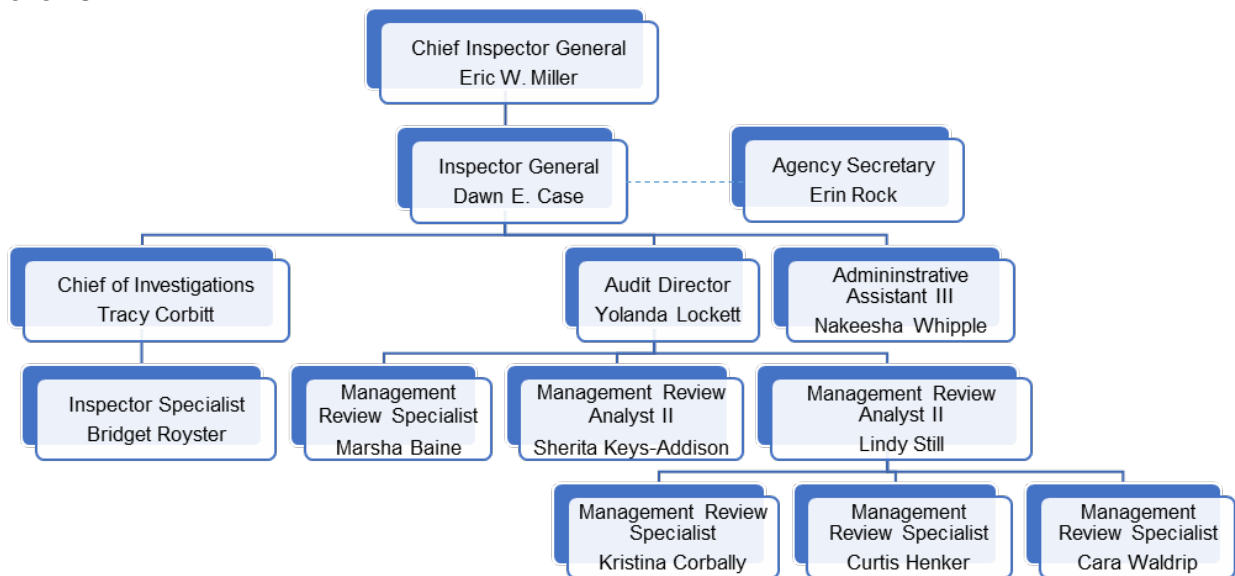 Chief Inspector General
Eric W. Miller
Inspector General
Dawn E. Case
Agency Secretary
Erin Rock
Chief of Investigations
Tracy Corbitt
Audit Director
Yolanda Lockett
Admininstrative
Assistant III
Nakeesha Whipple
Inspector Specialist
Bridget Royster
Management
Review Specialist
Marsha Baine
Management Review
Analyst II
Sherita Keys-Addison
Management Review
Analyst II
Lindy Still
Management Review
Specialist
Kristina Corbally
Management
Review Specialist
Curtis Henker
Management
Review Specialist
Cara Waldrip